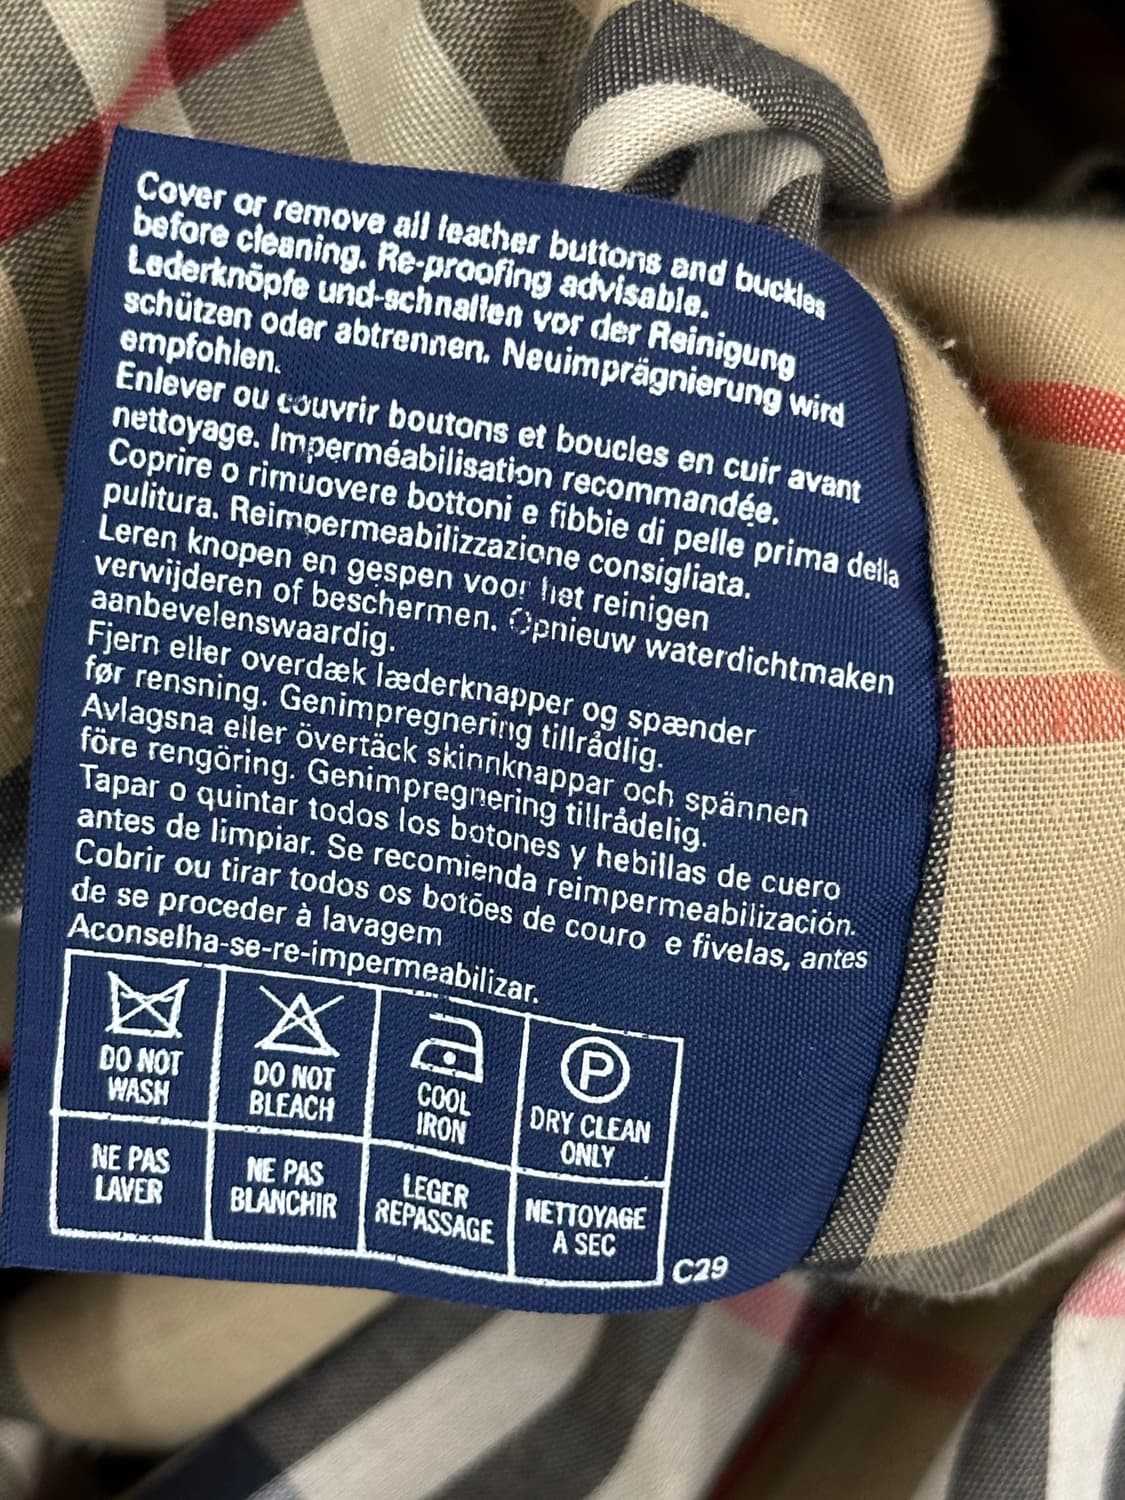 Cover or remove all leather buttons and buckles
before cleaning. Re-proofing advisable.
Lederknöpfe und-schnallen vor der Reinigung
schützen oder abtrennen. Neuimprägnierung wird
empfohlen.
Enlever ou couvrir boutons et boucles en cuir avant
nettoyage. Imperméabilisation recommandée.
Coprire o rimuovere bottoni e fibbie di pelle prima della
pulitura. Reimpermeabilizzazione consigliata.
Leren knopen en gespen voor het reinigen
verwijderen of beschermen. Opnieuw waterdichtmaken
aanbevelenswaardig.
Fjern eller overdæk læderknapper og spænder
før rensning. Genimpregnering tillrådlig.
Avlagsna eller övertäck skinnknappar och spännen
före rengöring. Genimpregnering tillrådelig.
Tapar o quintar todos los botones y hebillas de cuero
antes de limpiar. Se recomienda reimpermeabilización.
Cobrir ou tirar todos os botões de couro e fivelas, antes
de se proceder à lavagem
Aconselha-se-re-impermeabilizar.
DO NOT
WASH
DO NOT
BLEACH
COOL
IRON
P
DRY CLEAN
ONLY
NE PAS
LAVER
NE PAS
BLANCHIR
LEGER
REPASSAGE
NETTOYAGE
A SEC
C29